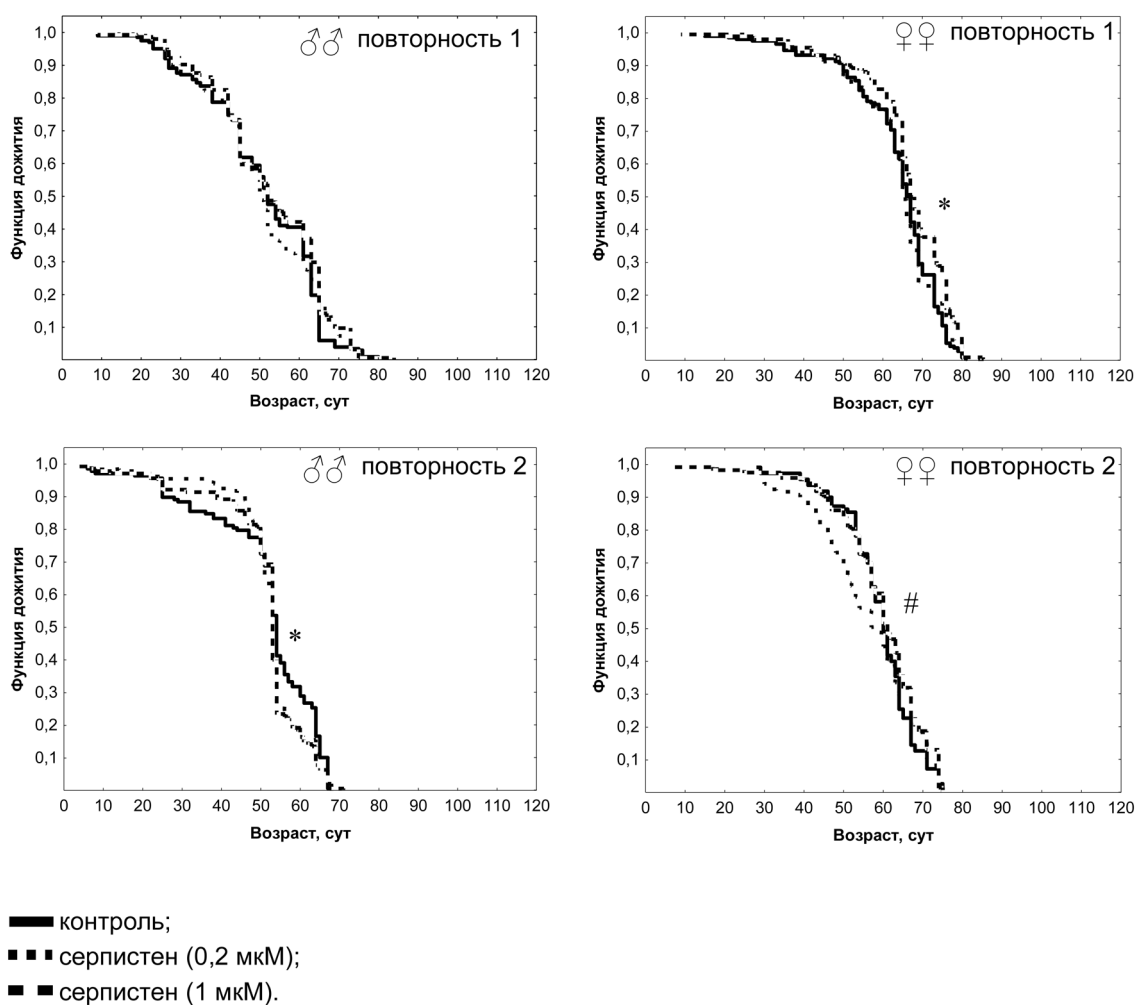 ♂♂ повторность 1
1,0
0,9
0,8
0,7
0,6
0,5
0,4
0,3
0,2
0,1
Функция дожития
0 10 20 30 40 50 60 70 80 90 100 110 120
Возраст, сут
♀♀ повторность 1
1,0
0,9
0,8
0,7
0,6
0,5
0,4
0,3
0,2
0,1
Функция дожития
*
0 10 20 30 40 50 60 70 80 90 100 110 120
Возраст, сут
♂♂ повторность 2
1,0
0,9
0,8
0,7
0,6
0,5
0,4
0,3
0,2
0,1
Функция дожития
*
0 10 20 30 40 50 60 70 80 90 100 110 120
Возраст, сут
♀♀ повторность 2
1,0
0,9
0,8
0,7
0,6
0,5
0,4
0,3
0,2
0,1
Функция дожития
#
0 10 20 30 40 50 60 70 80 90 100 110 120
Возраст, сут
контроль;
серпистен (0,2 мкМ);
серпистен (1 мкМ).